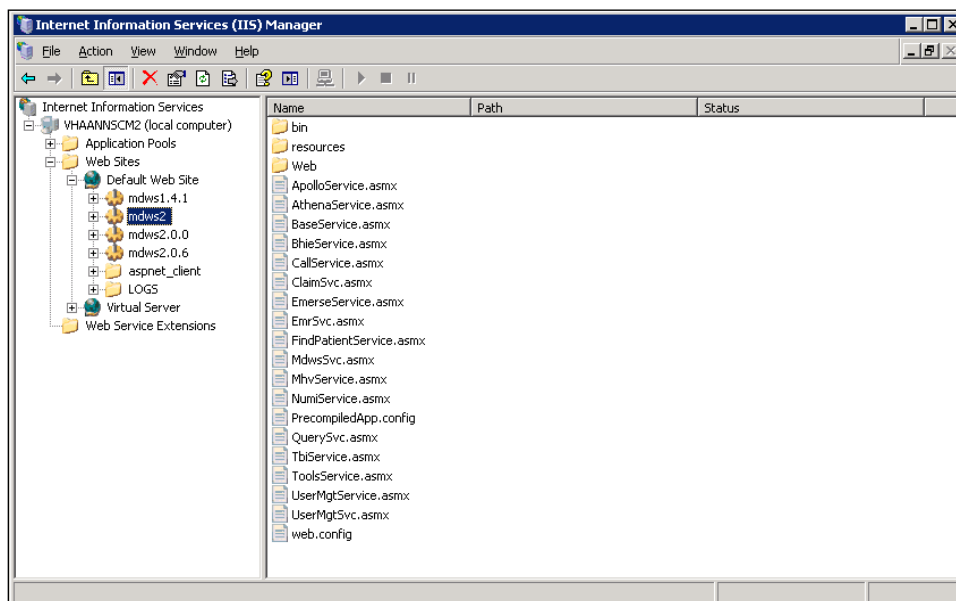 Internet Information Services (IIS) Manager
File Action View Window Help
Internet Information Services
VHAANNSCM2 (local computer)
Application Pools
Web Sites
Default Web Site
mdws1.4.1
mdws2
mdws2.0.0
mdws2.0.6
aspnet_client
LOGS
Virtual Server
Web Service Extensions
Name Path Status
bin
resources
Web
ApolloService.asmx
AthenaService.asmx
BaseService.asmx
BhieService.asmx
CallService.asmx
ClaimSvc.asmx
EmerseService.asmx
EmrSvc.asmx
FindPatientService.asmx
MdwsSvc.asmx
MhvService.asmx
NumiService.asmx
PrecompiledApp.config
QuerySvc.asmx
TbiService.asmx
ToolsService.asmx
UserMgtService.asmx
UserMgtSvc.asmx
web.config